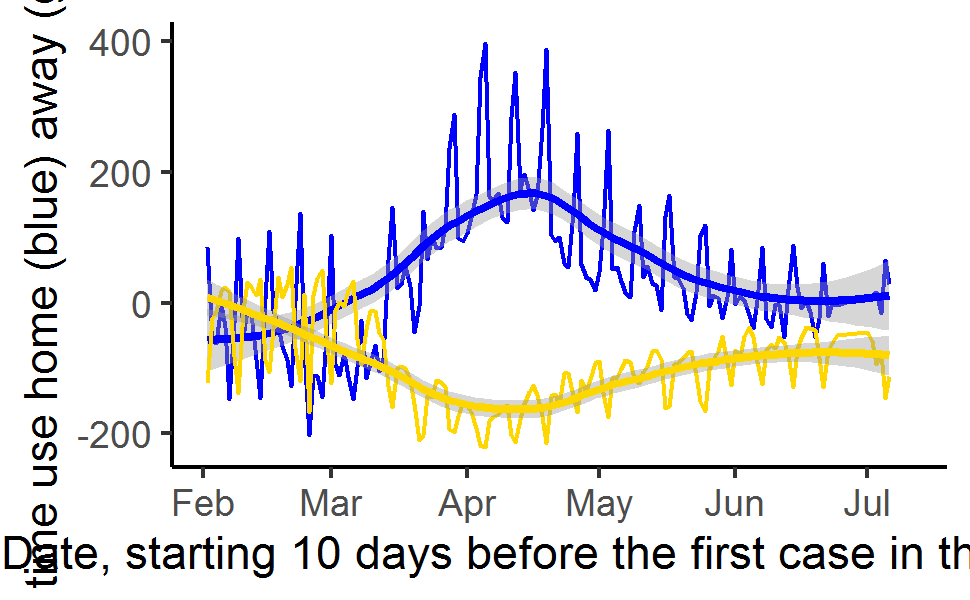 time use home (blue) away (
400
200
0
-200
Feb Mar Apr May Jun Jul
Date, starting 10 days before the first case in th